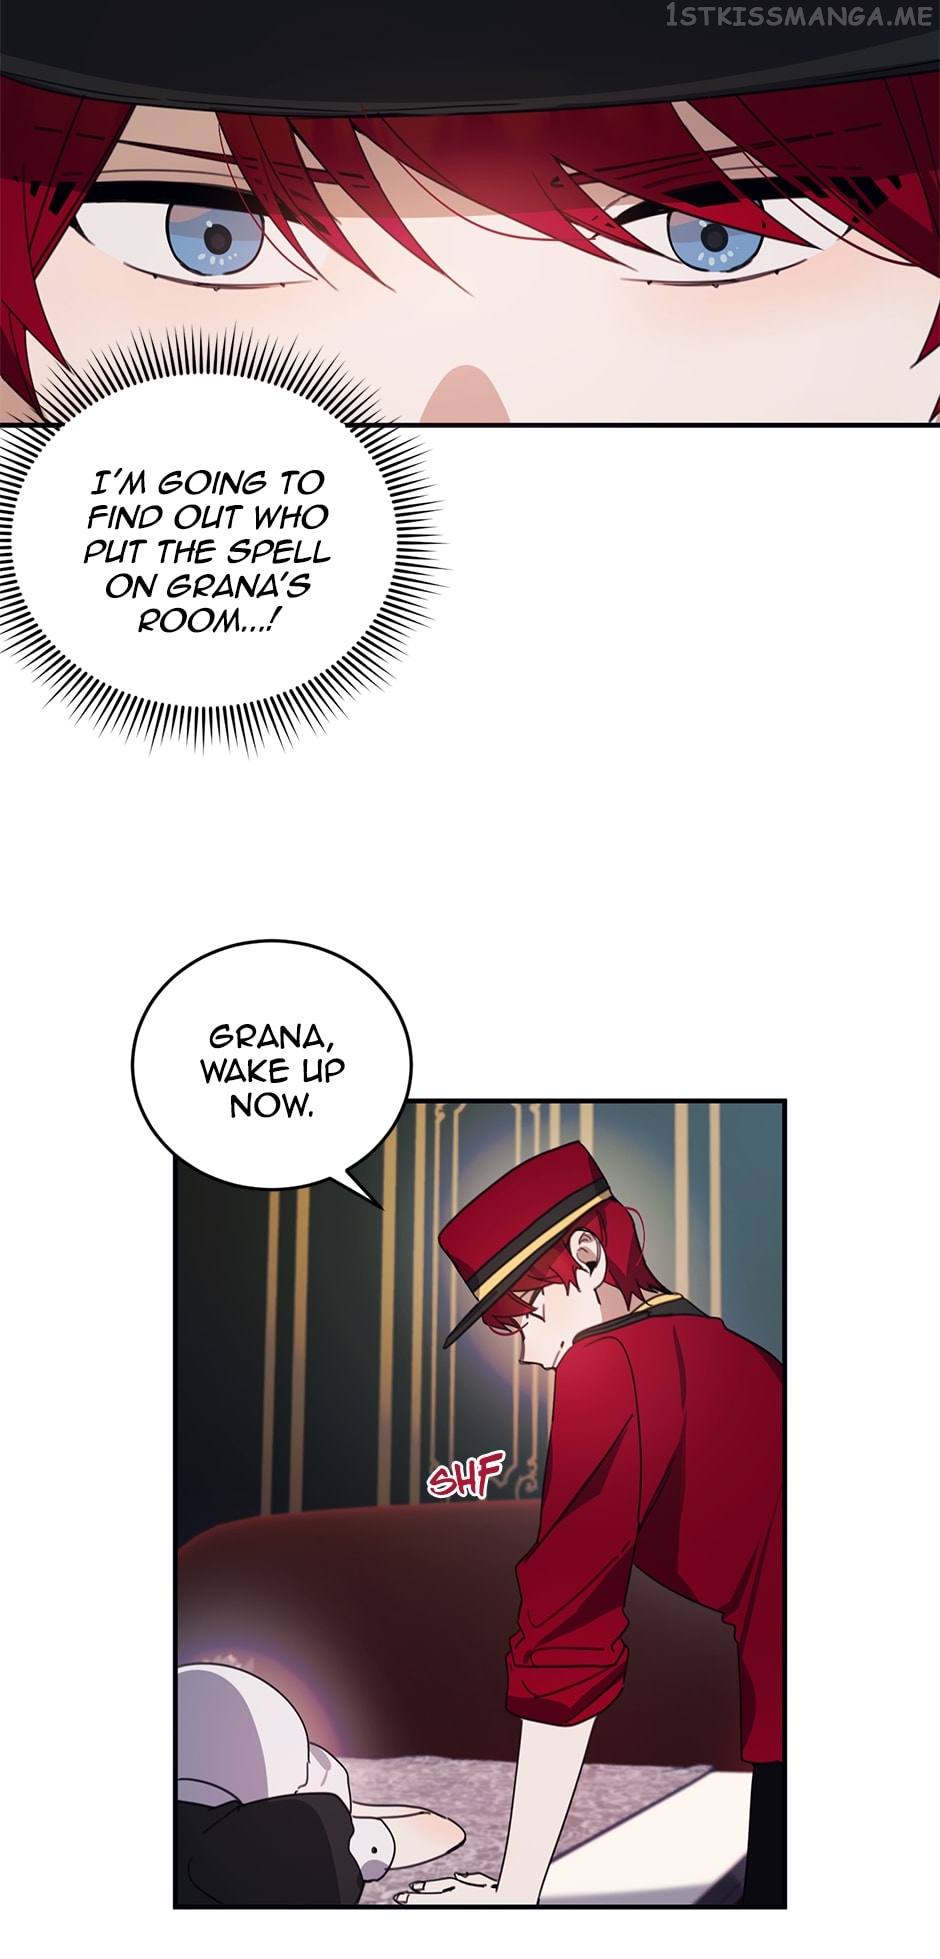 1STKISSMANGA.ME
I'M GOING TO
FIND OUT WHO
PUT THE SPELL
ON GRANA'S
ROOM...!
GRANA,
WAKE UP
NOW.
SHF